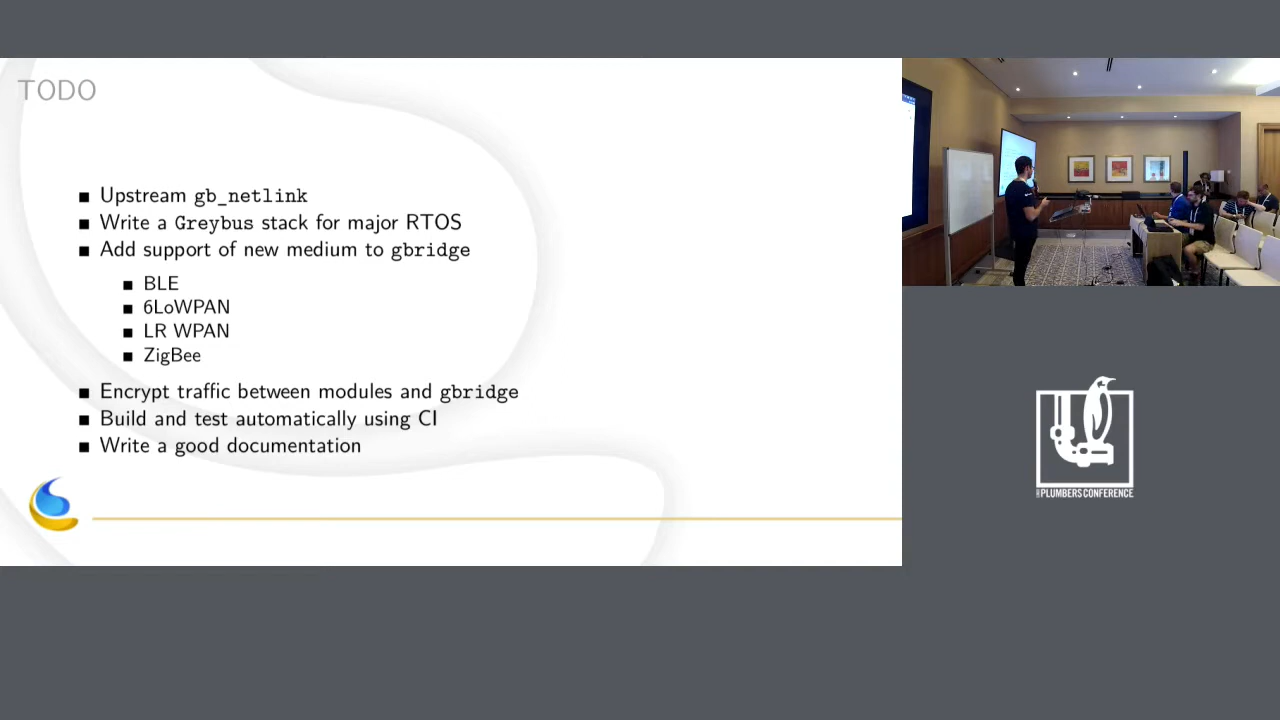 TODO
Upstream gb_netlink
Write a Greybus stack for major RTOS
Add support of new medium to gbridge
BLE
6LoWPAN
LR WPAN
ZigBee
Encrypt traffic between modules and gbridge
Build and test automatically using CI
Write a good documentation
PLUMBERS CONFERENCE